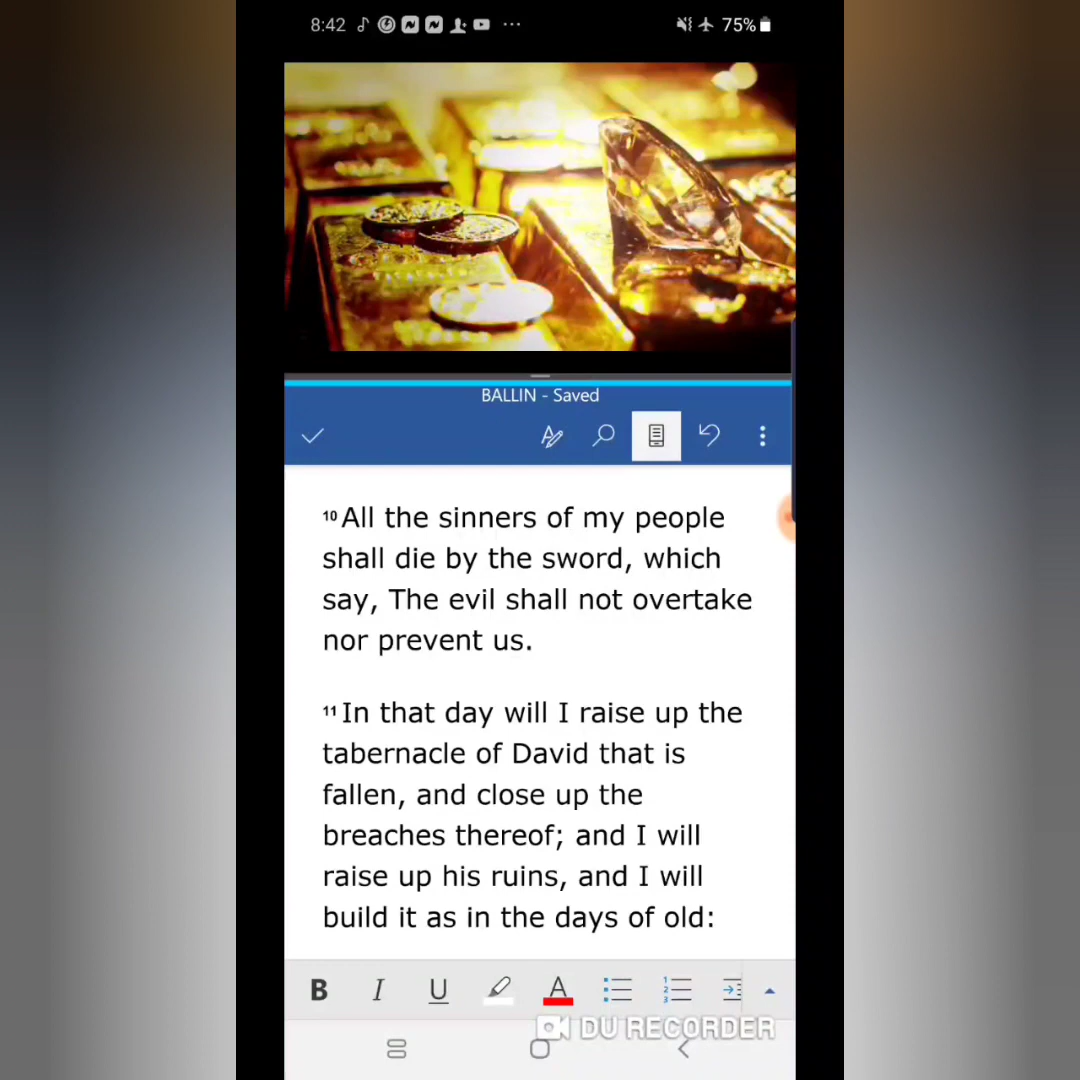 8:42
75%
BALLIN - Saved
10 All the sinners of my people
shall die by the sword, which
say, The evil shall not overtake
nor prevent us.
11 In that day will I raise up the
tabernacle of David that is
fallen, and close up the
breaches thereof; and I will
raise up his ruins, and I will
build it as in the days of old:
B I U A
DU RECORDER